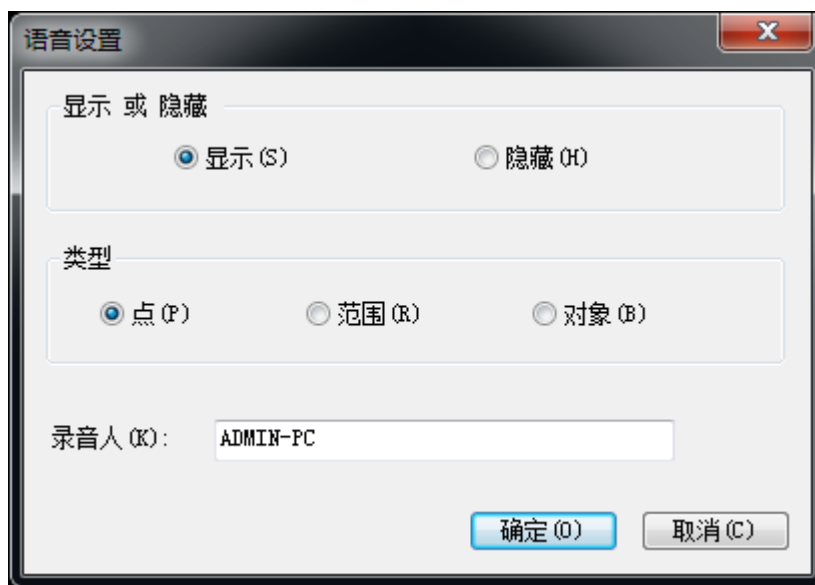 语音设置
显示 或 隐藏
显示(S) 隐藏(H)
类型
点(P) 范围(R) 对象(B)
录音人(K): ADMIN-PC
确定(O) 取消(C)